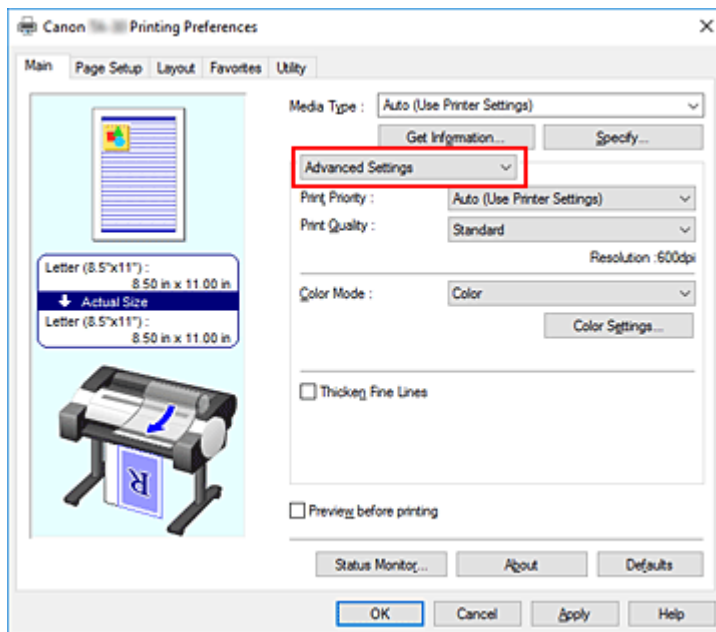 Canon Printing Preferences
Main Page Setup Layout Favorites Utility
Media Type : Auto (Use Printer Settings)
Get Information... Specify...
Advanced Settings
Print Priority : Auto (Use Printer Settings)
Print Quality : Standard
Resolution :600dpi
Color Mode : Color
Color Settings...
Thicken Fine Lines
Letter (8.5"x11") :
8.50 in x 11.00 in
Actual Size
Letter (8.5"x11") :
8.50 in x 11.00 in
R
Preview before printing
Status Monitor... About Defaults
OK Cancel Apply Help